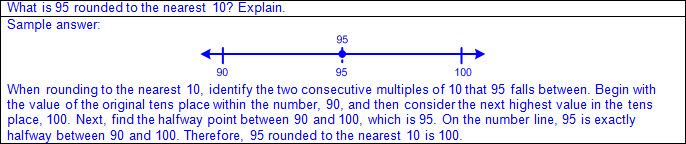 What is 95 rounded to the nearest 10? Explain.
Sample answer:
95
90 95 100
When rounding to the nearest 10, identify the two consecutive multiples of 10 that 95 falls between. Begin with
the value of the original tens place within the number, 90, and then consider the next highest value in the tens
place, 100. Next, find the halfway point between 90 and 100, which is 95. On the number line, 95 is exactly
halfway between 90 and 100. Therefore, 95 rounded to the nearest 10 is 100.